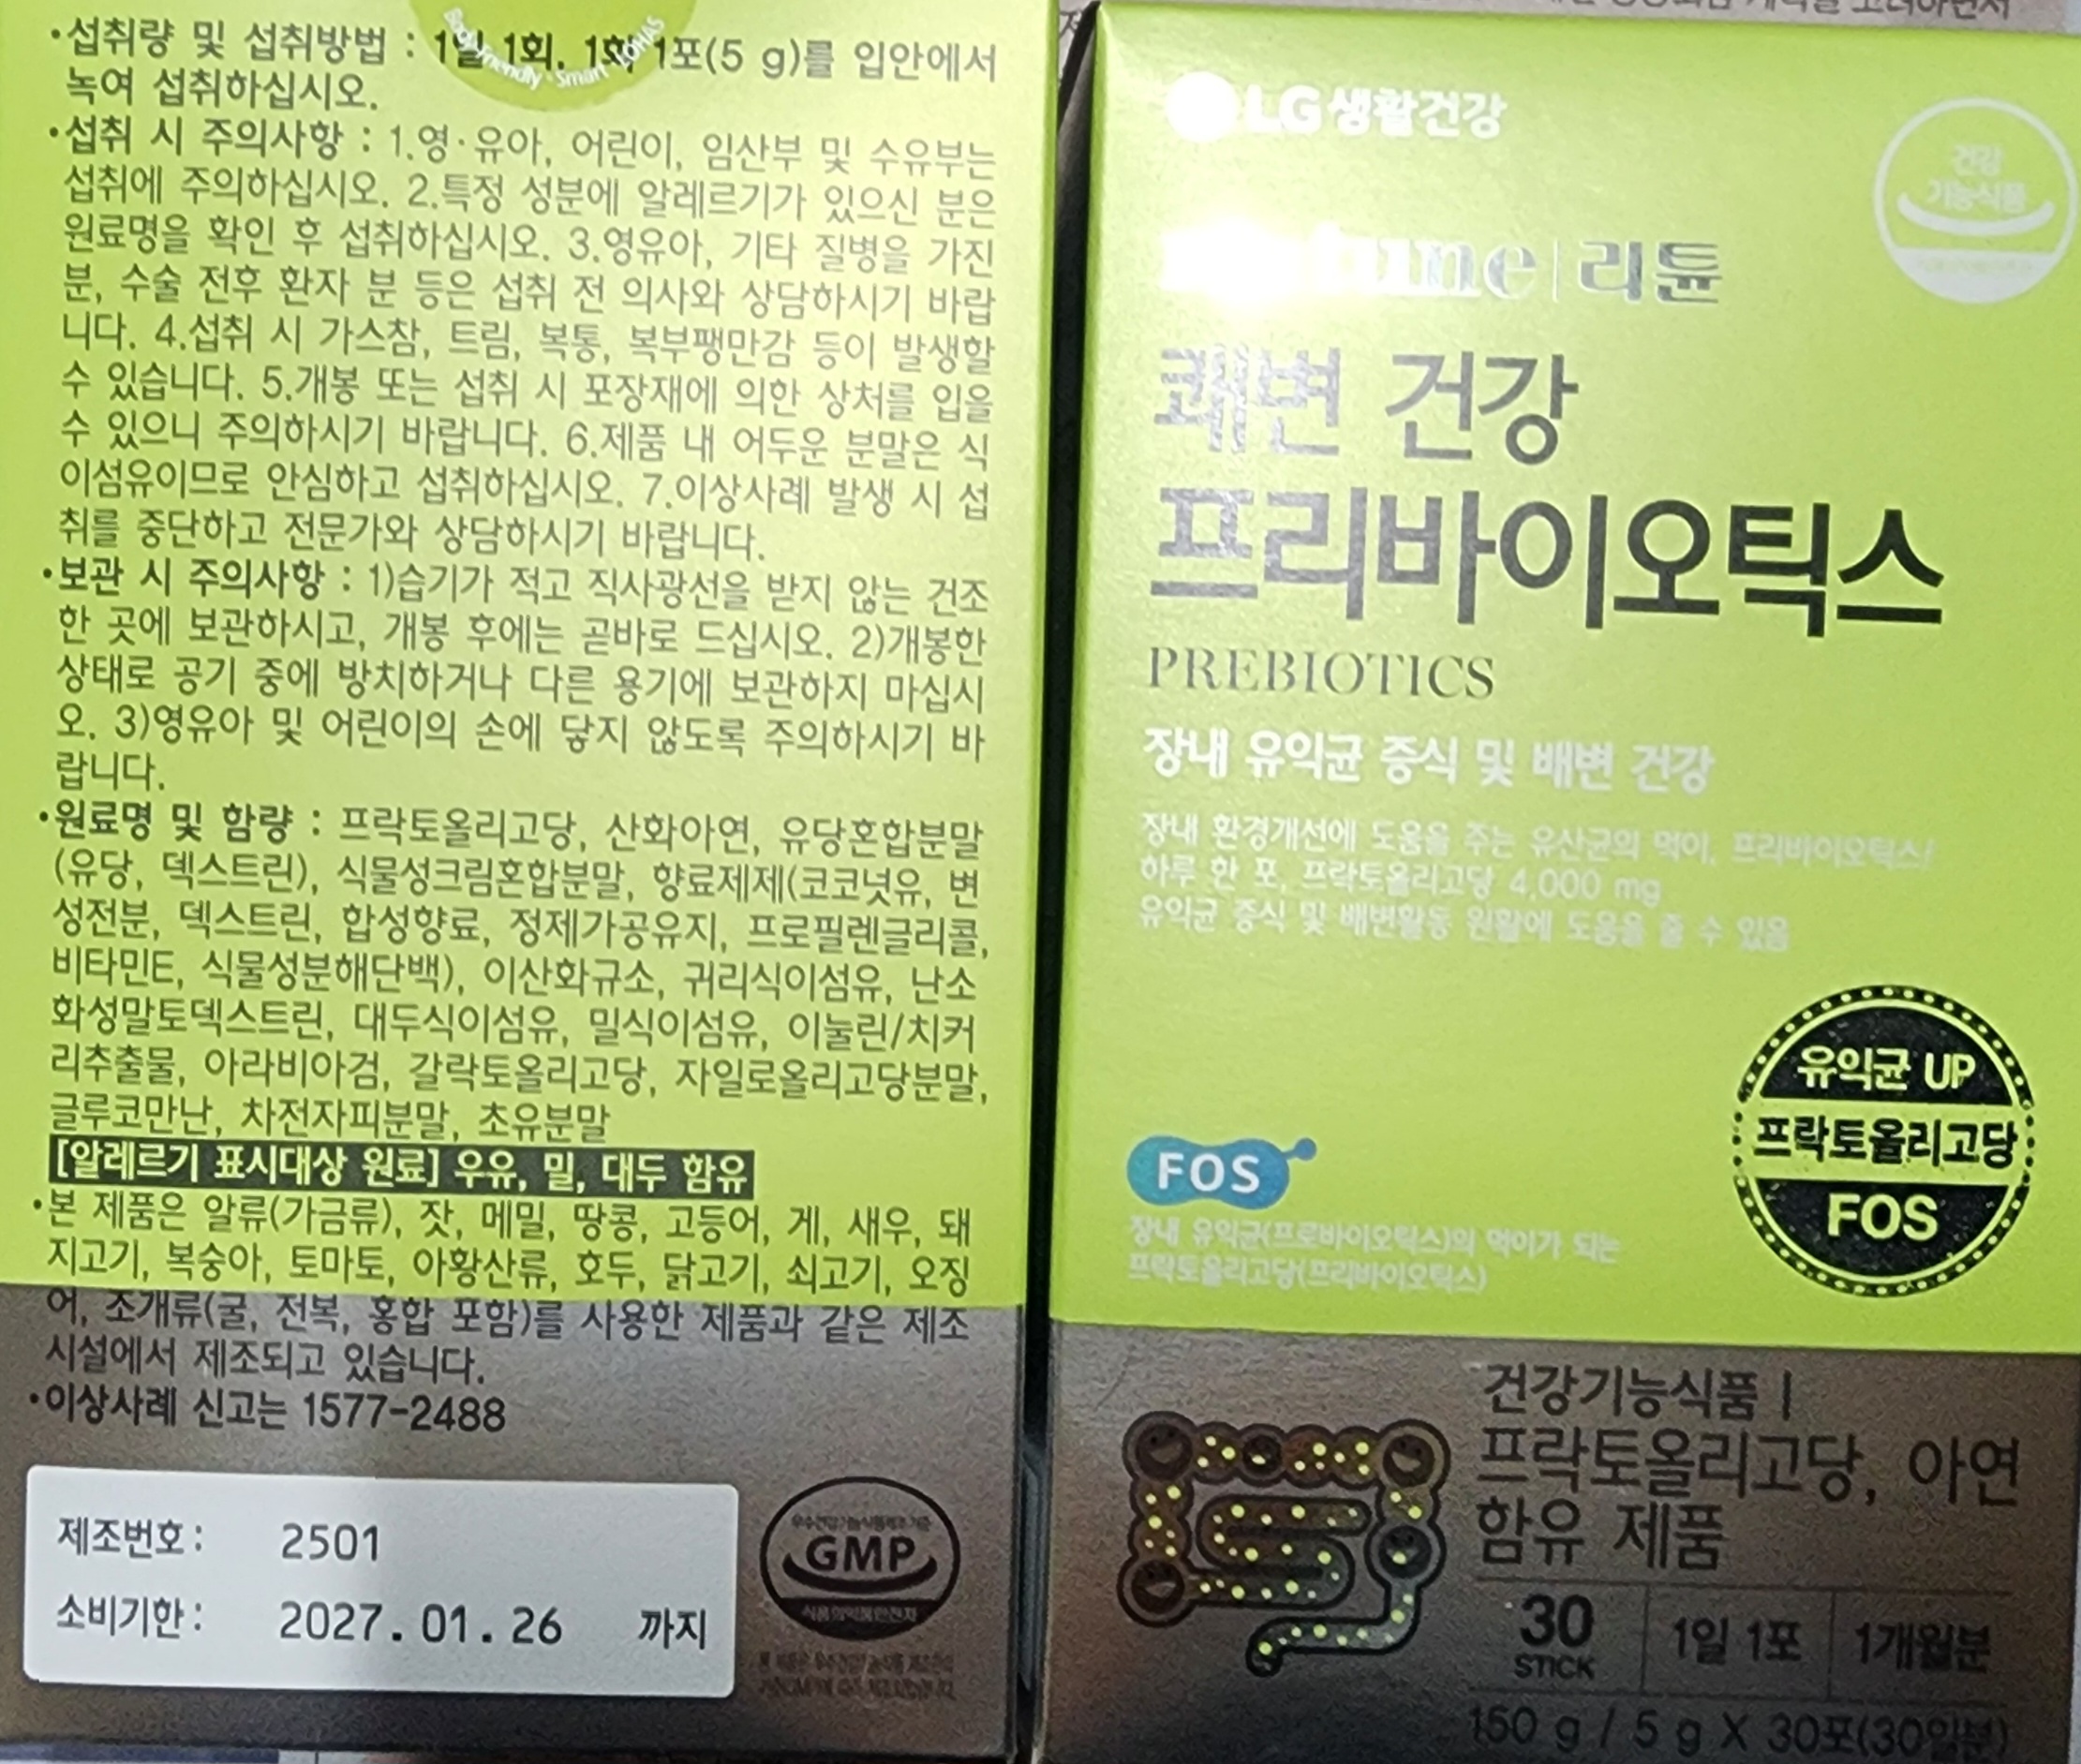 •섭취량 및 섭취방법 : 1일 1회, 1회 1포(5 g)를 입안에서
녹여 섭취하십시오.
•섭취 시 주의사항 : 1.영·유아, 어린이, 임산부 및 수유부는
섭취에 주의하십시오. 2.특정 성분에 알레르기가 있으신 분은
원료명을 확인 후 섭취하십시오. 3.영유아, 기타 질병을 가진
분, 수술 전후 환자 분 등은 섭취 전 의사와 상담하시기 바랍
니다. 4.섭취 시 가스참, 트림, 복통, 복부팽만감 등이 발생할
수 있습니다. 5.개봉 또는 섭취 시 포장재에 의한 상처를 입을
수 있으니 주의하시기 바랍니다. 6.제품 내 어두운 분말은 식
이섬유이므로 안심하고 섭취하십시오. 7.이상사례 발생 시 섭
취를 중단하고 전문가와 상담하시기 바랍니다.
•보관 시 주의사항 : 1)습기가 적고 직사광선을 받지 않는 건조
한 곳에 보관하시고, 개봉 후에는 곧바로 드십시오. 2)개봉한
상태로 공기 중에 방치하거나 다른 용기에 보관하지 마십시
오. 3)영유아 및 어린이의 손에 닿지 않도록 주의하시기 바
랍니다.
•원료명 및 함량 : 프락토올리고당, 산화아연, 유당혼합분말
(유당, 덱스트린), 식물성크림혼합분말, 향료제제(코코넛유, 변
성전분, 덱스트린, 합성향료, 정제가공유지, 프로필렌글리콜,
비타민E, 식물성분해단백), 이산화규소, 귀리식이섬유, 난소
화성말토덱스트린, 대두식이섬유, 밀식이섬유, 이눌린/치커
리추출물, 아라비아검, 갈락토올리고당, 자일로올리고당분말,
글루코만난, 차전자피분말, 초유분말
[알레르기 표시대상 원료] 우유, 밀, 대두 함유
•본 제품은 알류(가금류), 잣, 메밀, 땅콩, 고등어, 게, 새우, 돼
지고기, 복숭아, 토마토, 아황산류, 호두, 닭고기, 쇠고기, 오징
어, 조개류(굴, 전복, 홍합 포함)를 사용한 제품과 같은 제조
시설에서 제조되고 있습니다.
•이상사례 신고는 1577-2488
제조번호: 2501
소비기한: 2027.01.26 까지
GMP
LG생활건강
건강
기능식품
리튠
쾌변 건강
프리바이오틱스
PREBIOTICS
장내 유익균 증식 및 배변 건강
장내 환경개선에 도움을 주는 유산균의 먹이, 프리바이오틱스!
하루 한 포, 프락토올리고당 4,000 mg
유익균 증식 및 배변활동 원활에 도움을 줄 수 있음
유익균 UP
프락토올리고당
FOS
FOS
장내 유익균(프로바이오틱스)의 먹이가 되는
프락토올리고당(프리바이오틱스)
건강기능식품 |
프락토올리고당, 아연
함유 제품
30 STICK
1일 1포
1개월분
150 g / 5 g X 30포(30일분)